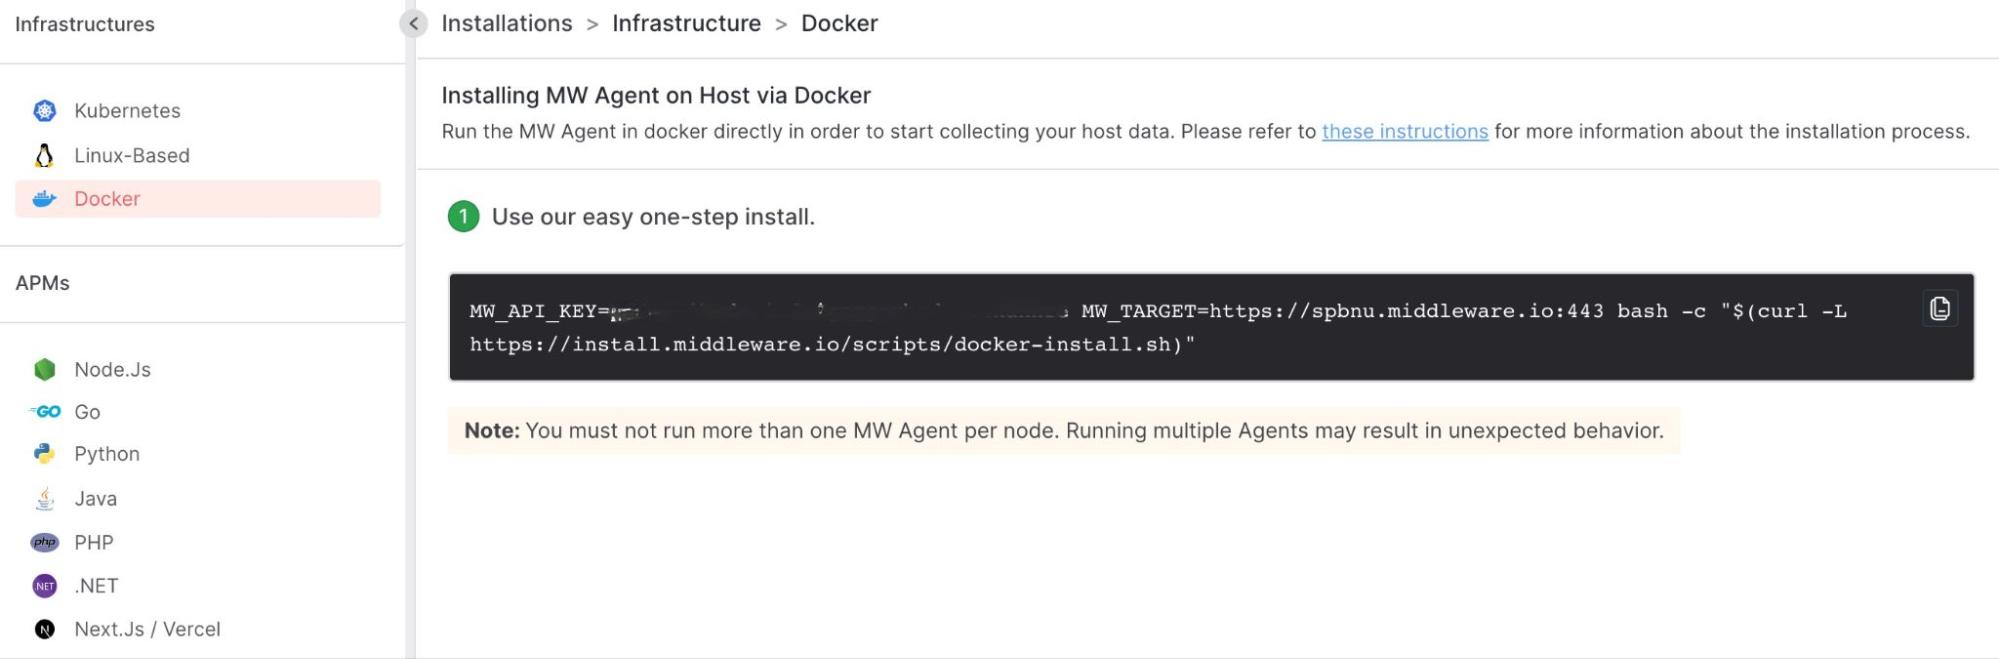 Infrastructures
Kubernetes
Linux-Based
Docker
APMs
Node.Js
GO Go
Python
Java
php PHP
NET .NET
N Next.Js / Vercel
Installations > Infrastructure > Docker
Installing MW Agent on Host via Docker
Run the MW Agent in docker directly in order to start collecting your host data. Please refer to these instructions for more information about the installation process.
1 Use our easy one-step install.
MW_API_KEY= MW_TARGET=https://spbnu.middleware.io:443 bash -c "$(curl -L
https://install.middleware.io/scripts/docker-install.sh)"
Note: You must not run more than one MW Agent per node. Running multiple Agents may result in unexpected behavior.